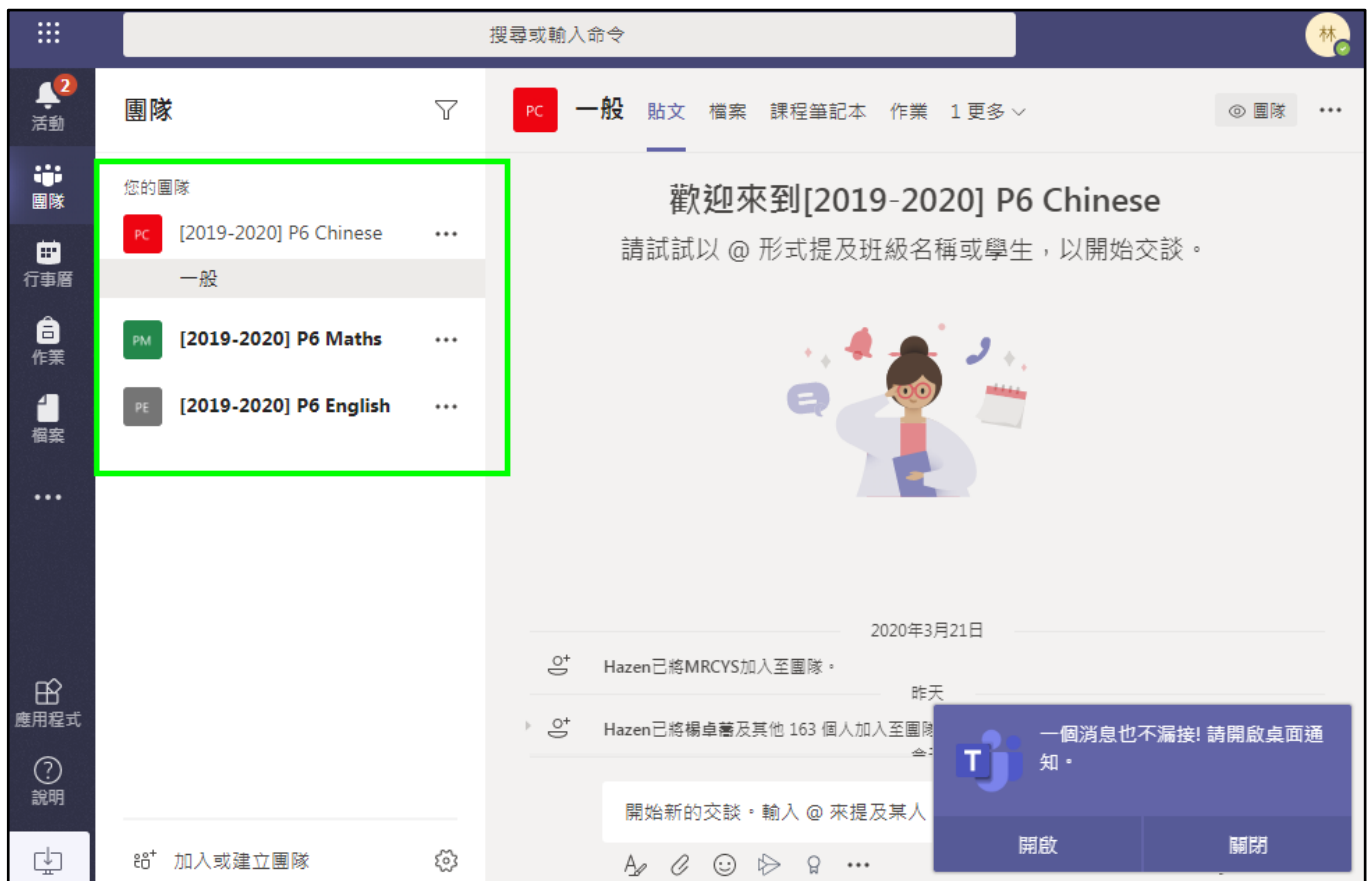 搜尋或輸入命令
林
2
活動
團隊
行事曆
作業
檔案
應用程式
說明
團隊
您的團隊
PC [2019-2020] P6 Chinese
一般
PM [2019-2020] P6 Maths
PE [2019-2020] P6 English
加入或建立團隊
PC 一般 貼文 檔案 課程筆記本 作業 1 更多
團隊
歡迎來到[2019-2020] P6 Chinese
請試試以 @ 形式提及班級名稱或學生，以開始交談。
2020年3月21日
Hazen已將MRCYS加入至團隊。
昨天
Hazen已將楊卓蕎及其他 163 個人加入至團隊
開始新的交談。輸入 @ 來提及某人
T
一個消息也不漏接! 請開啟桌面通
知。
開啟 關閉